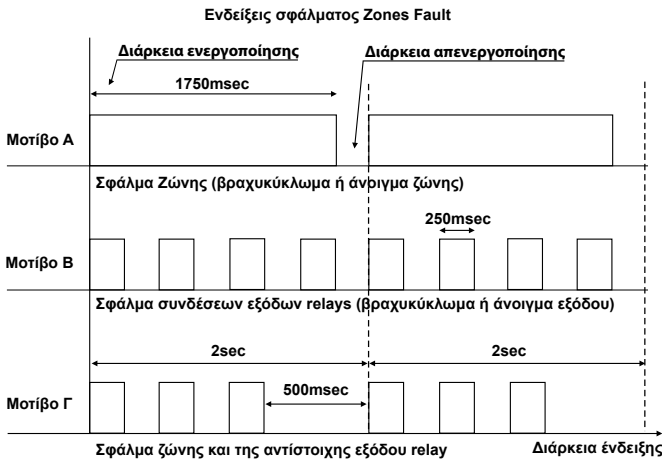 Ενδείξεις σφάλματος Zones Fault
Διάρκεια ενεργοποίησης
Διάρκεια απενεργοποίησης
1750msec
Μοτίβο Α
Σφάλμα Ζώνης (βραχυκύκλωμα ή άνοιγμα ζώνης)
250msec
Μοτίβο Β
Σφάλμα συνδέσεων εξόδων relays (βραχυκύκλωμα ή άνοιγμα εξόδου)
2sec
2sec
500msec
Μοτίβο Γ
Σφάλμα ζώνης και της αντίστοιχης εξόδου relay
Διάρκεια ένδειξης